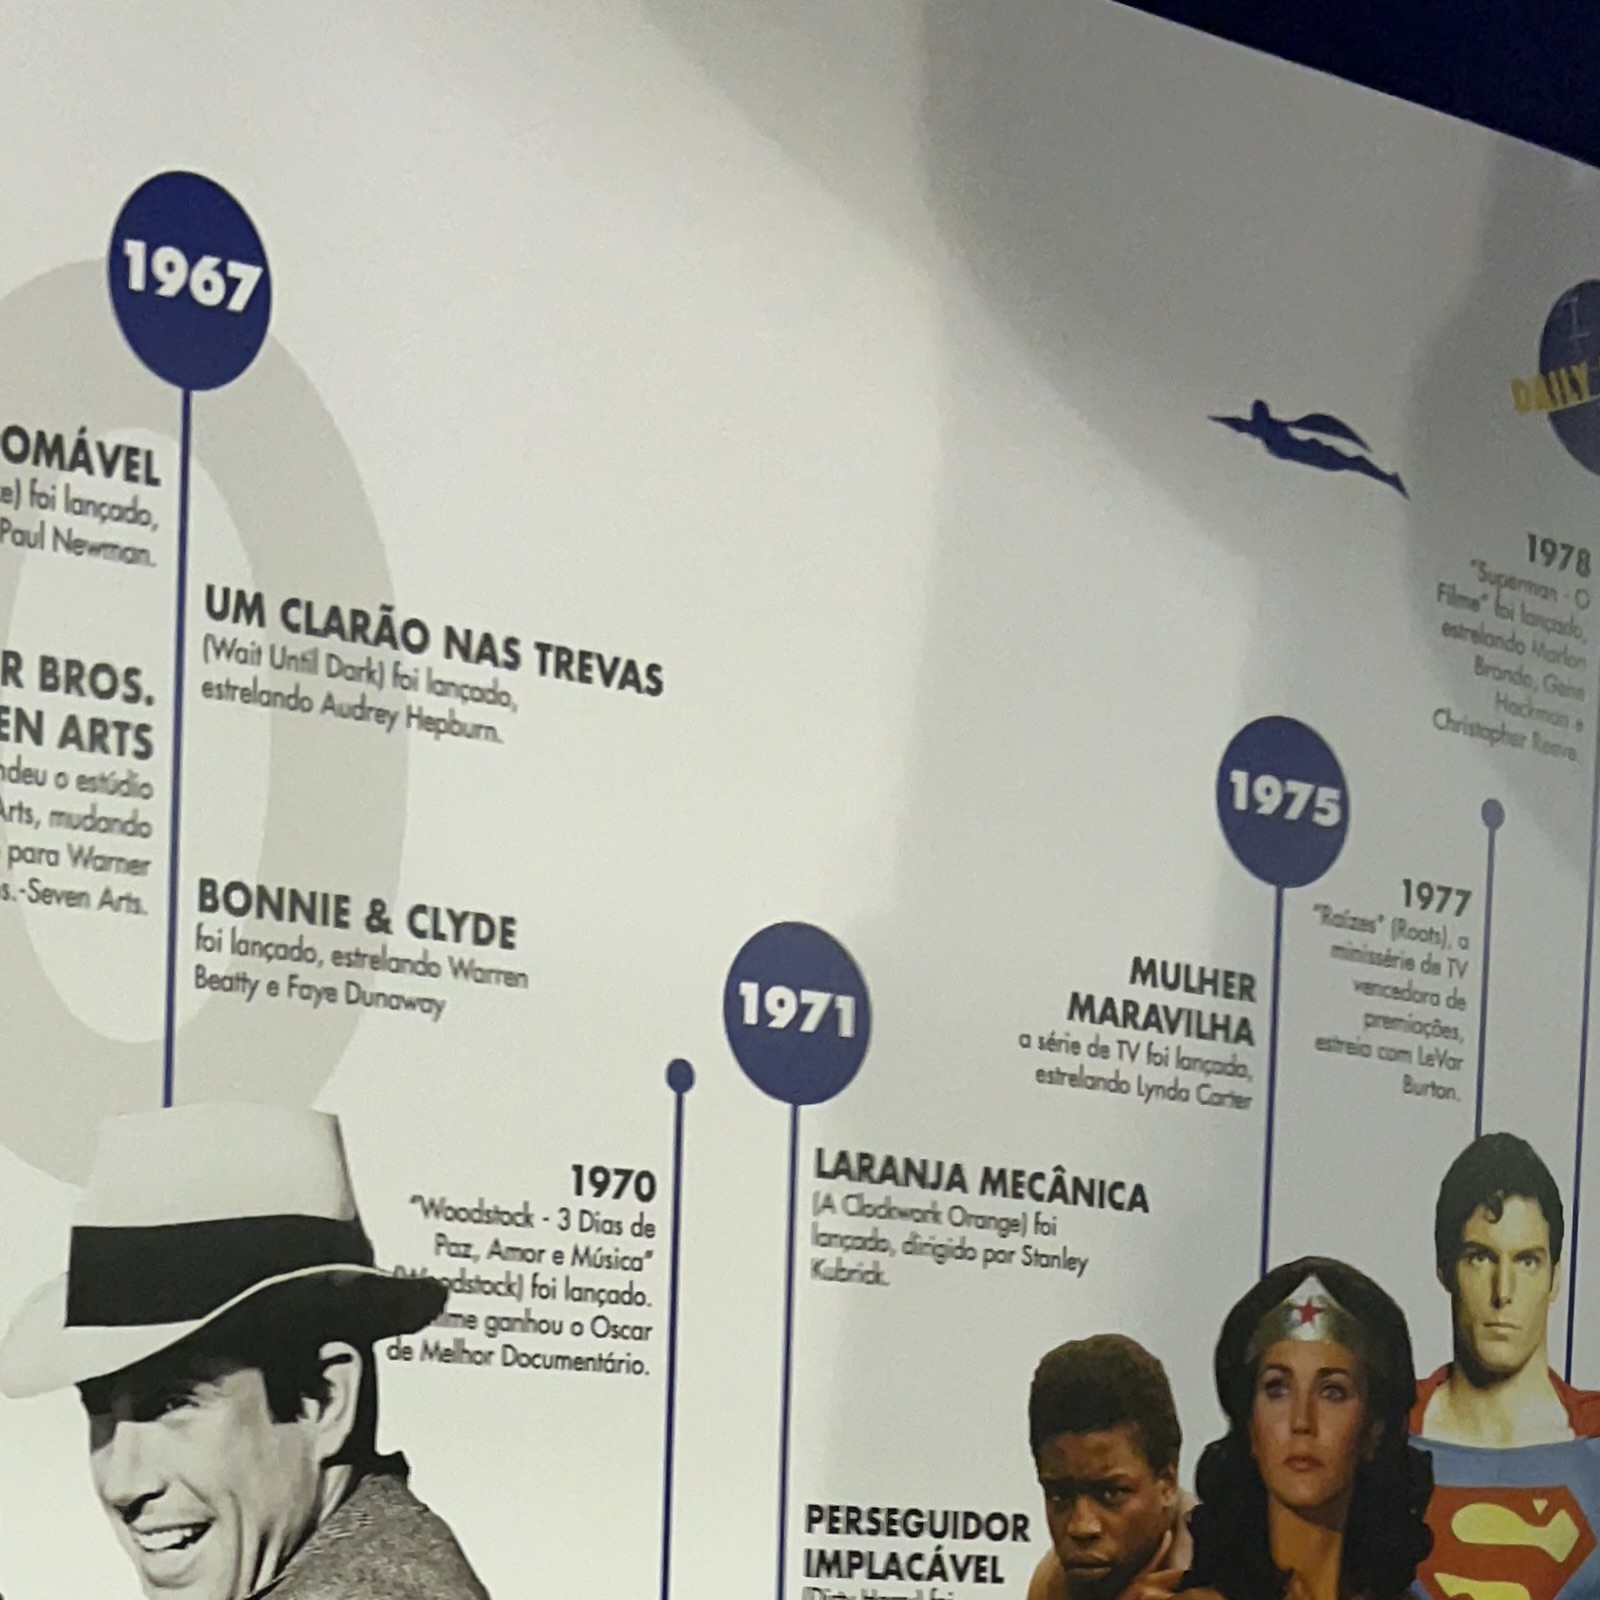 1967
OMÁVEL
e) foi lançado,
Paul Newman.
R BROS.
EN ARTS
ndeu o estúdio
Arts, mudando
para Warner
s.-Seven Arts.
UM CLARÃO NAS TREVAS
(Wait Until Dark) foi lançado,
estrelando Audrey Hepburn.
BONNIE & CLYDE
foi lançado, estrelando Warren
Beatty e Faye Dunaway
1970
"Woodstock - 3 Dias de
Paz, Amor e Música"
(Woodstock) foi lançado.
ilme ganhou o Oscar
de Melhor Documentário.
1971
LARANJA MECÂNICA
(A Clockwork Orange) foi
lançado, dirigido por Stanley
Kubrick.
PERSEGUIDOR
IMPLACÁVEL
(Dirty Harry) foi
1975
MULHER
MARAVILHA
a série de TV foi lançada,
estrelando Lynda Carter
1977
"Raízes" (Roots), a
minissérie de TV
vencedora de
premiações,
estreia com LeVar
Burton.
DAILY
1978
"Superman - O
Filme" foi lançado,
estrelando Marlon
Brando, Gene
Hackman e
Christopher Reeve.
S